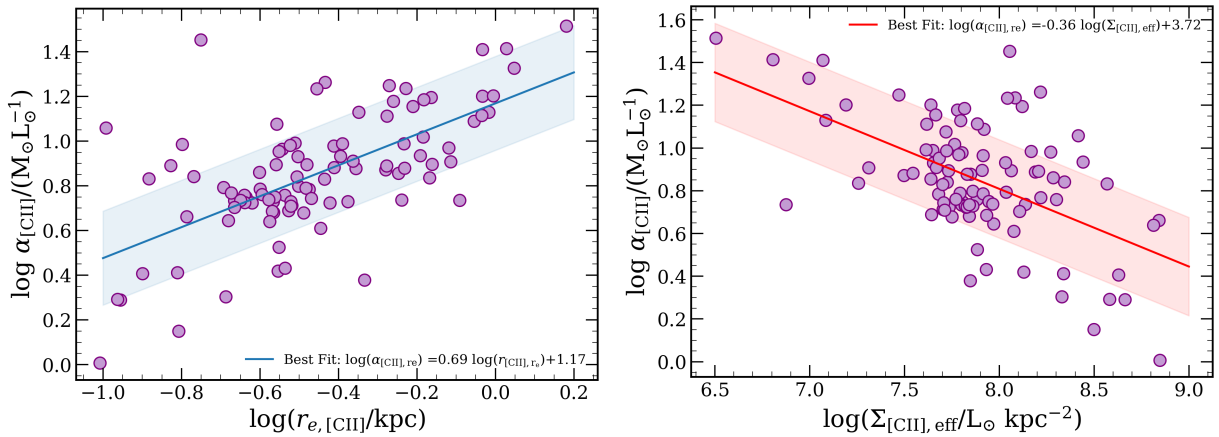 1.4
1.2
1.0
0.8
0.6
0.4
0.2
0.0
log α[CII]/(M⊙L⊙⁻¹)
Best Fit: log(α[CII], re) =0.69 log(r[CII], rₑ)+1.17
−1.0 −0.8 −0.6 −0.4 −0.2 0.0 0.2
log(re, [CII]/kpc)
1.6
1.4
1.2
1.0
0.8
0.6
0.4
0.2
0.0
log α[CII]/(M⊙L⊙⁻¹)
Best Fit: log(α[CII], re) =-0.36 log(Σ[CII], eff)+3.72
6.5 7.0 7.5 8.0 8.5 9.0
log(Σ[CII], eff/L⊙ kpc⁻²)